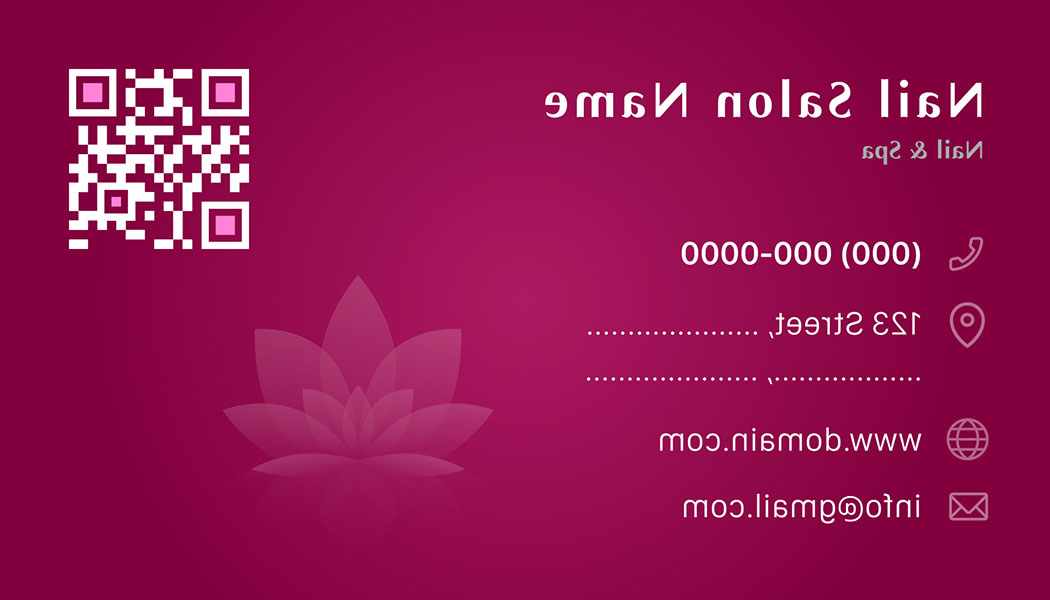 Nail Salon Name
Nail & Spa
(000) 000-0000
123 Street, .....................
..................., .....................
www.domain.com
info@gmail.com